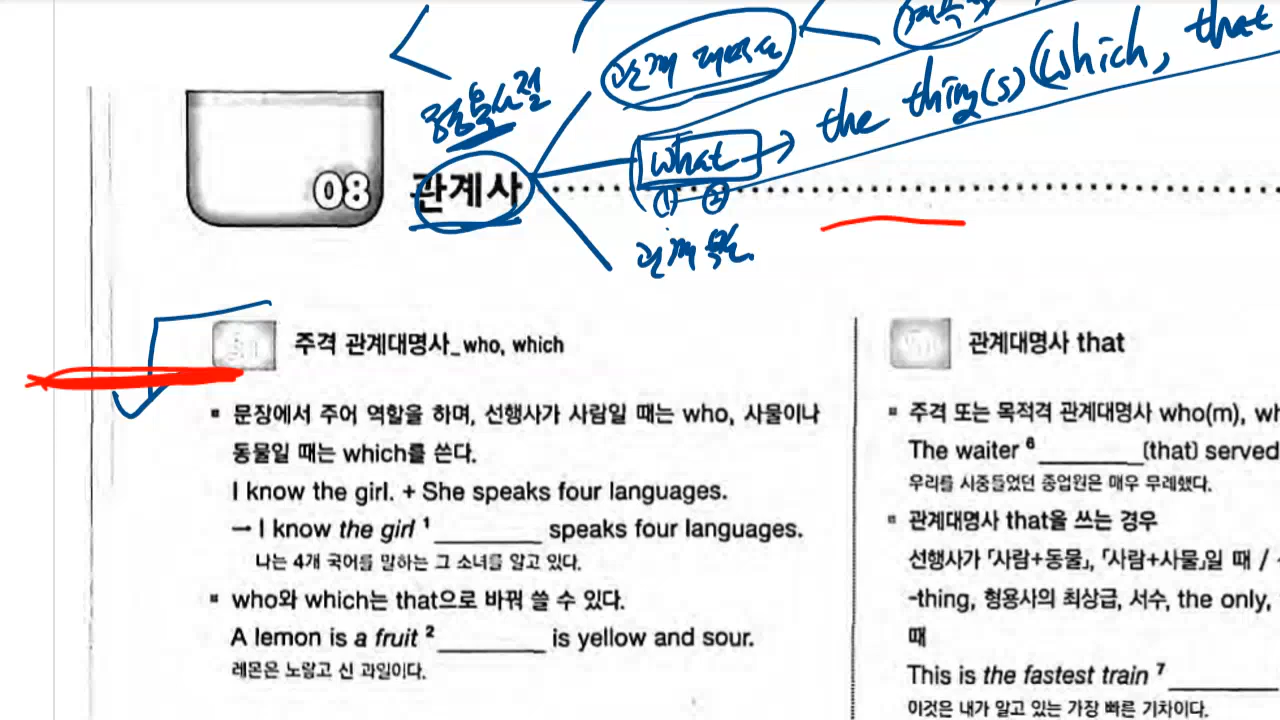 관계 대명사
the thing(s) (which, that
형용사절
what →
① ②
08 관계사
관계 부사
주격 관계대명사_who, which
▪ 문장에서 주어 역할을 하며, 선행사가 사람일 때는 who, 사물이나
동물일 때는 which를 쓴다.
I know the girl. + She speaks four languages.
→ I know the girl ¹ ________ speaks four languages.
나는 4개 국어를 말하는 그 소녀를 알고 있다.
▪ who와 which는 that으로 바꿔 쓸 수 있다.
A lemon is a fruit ² ________ is yellow and sour.
레몬은 노랗고 신 과일이다.
관계대명사 that
▪ 주격 또는 목적격 관계대명사 who(m), wh
The waiter ⁶ ________ (that) served
우리를 시중들었던 종업원은 매우 무례했다.
▪ 관계대명사 that을 쓰는 경우
선행사가 「사람+동물」, 「사람+사물」일 때 /
-thing, 형용사의 최상급, 서수, the only,
때
This is the fastest train ⁷ ________
이것은 내가 알고 있는 가장 빠른 기차이다.